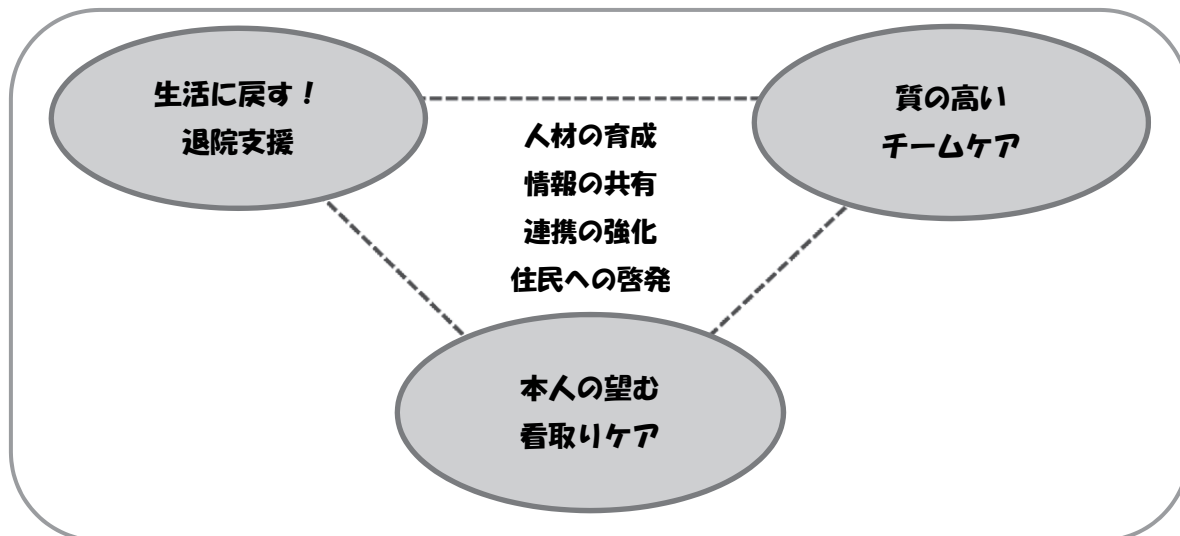 生活に戻す！
退院支援
質の高い
チームケア
人材の育成
情報の共有
連携の強化
住民への啓発
本人の望む
看取りケア